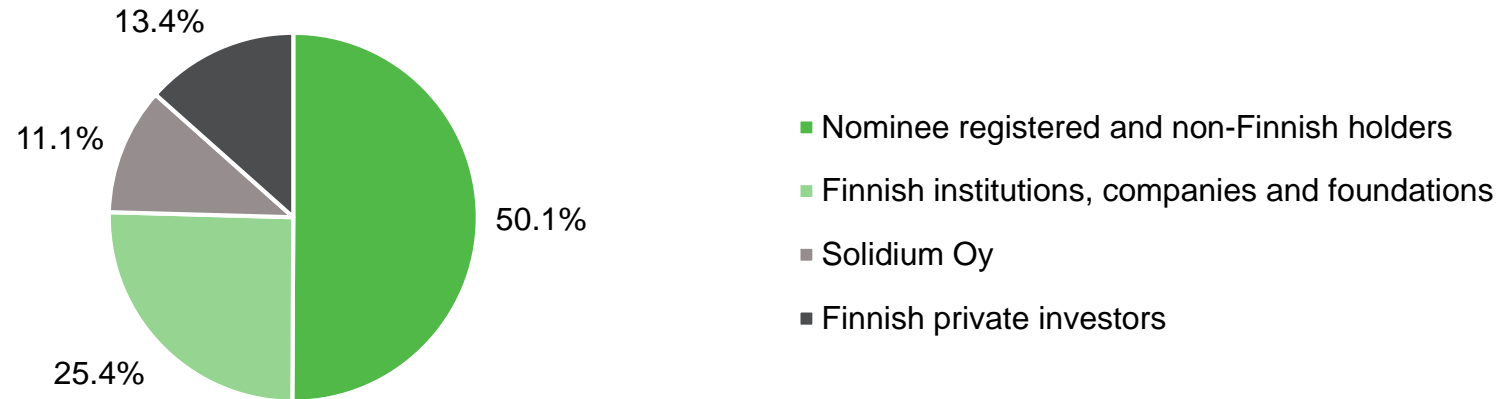 13.4%
11.1%
50.1%
25.4%
Nominee registered and non-Finnish holders
Finnish institutions, companies and foundations
Solidium Oy
Finnish private investors